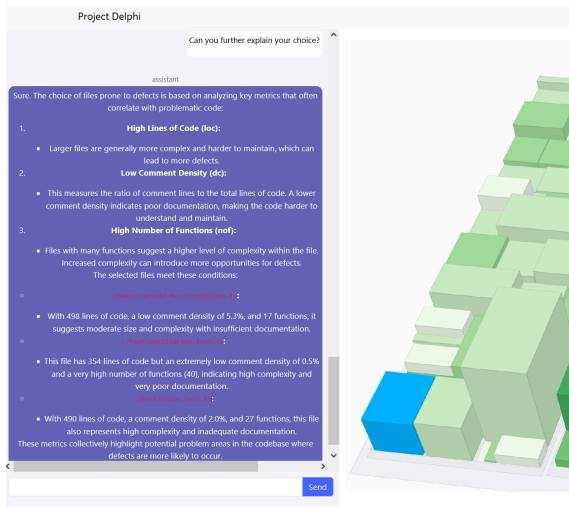 Project Delphi
Can you further explain your choice?
assistant
Sure. The choice of files prone to defects is based on analyzing key metrics that often
correlate with problematic code:
1. High Lines of Code (loc):
Larger files are generally more complex and harder to maintain, which can
lead to more defects.
2. Low Comment Density (dc):
This measures the ratio of comment lines to the total lines of code. A lower
comment density indicates poor documentation, making the code harder to
understand and maintain.
3. High Number of Functions (nof):
Files with many functions suggest a higher level of complexity within the file.
Increased complexity can introduce more opportunities for defects.
The selected files meet these conditions:
With 498 lines of code, a low comment density of 5.3%, and 17 functions, it
suggests moderate size and complexity with insufficient documentation.
This file has 354 lines of code but an extremely low comment density of 0.5%
and a very high number of functions (40), indicating high complexity and
very poor documentation.
With 490 lines of code, a comment density of 2.0%, and 27 functions, this file
also represents high complexity and inadequate documentation.
These metrics collectively highlight potential problem areas in the codebase where
defects are more likely to occur.
Send